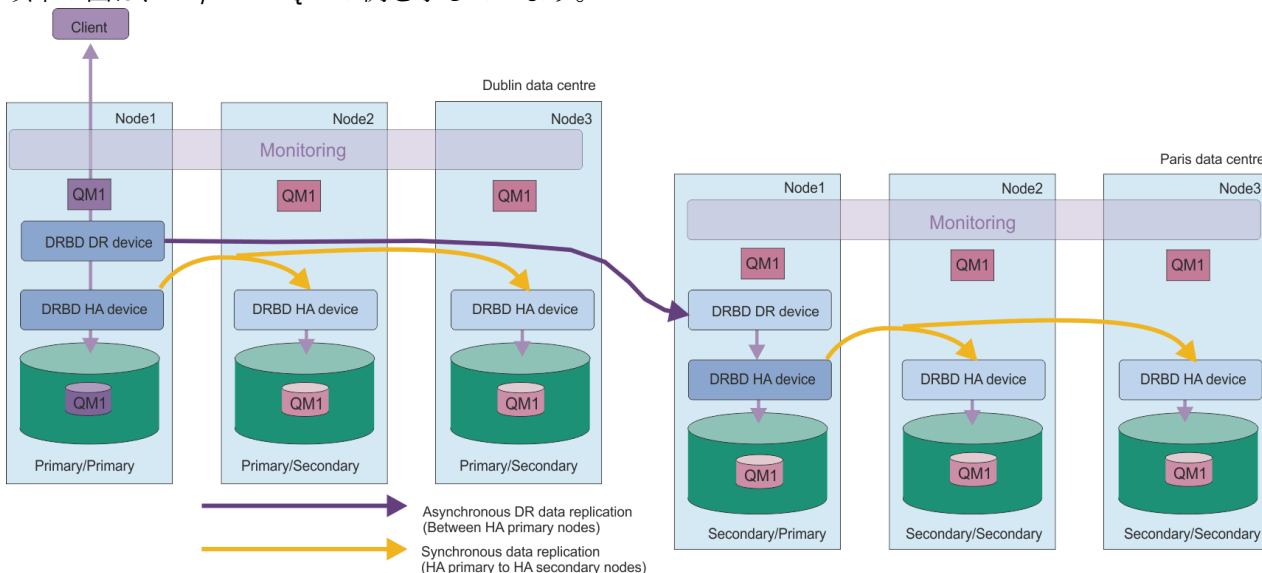 Client
Dublin data centre
Node1
Node2
Node3
Monitoring
QM1
QM1
QM1
DRBD DR device
DRBD HA device
DRBD HA device
DRBD HA device
QM1
QM1
QM1
Primary/Primary
Primary/Secondary
Primary/Secondary
Paris data centre
Node1
Node2
Node3
Monitoring
QM1
QM1
QM1
DRBD DR device
DRBD HA device
DRBD HA device
DRBD HA device
QM1
QM1
QM1
Secondary/Primary
Secondary/Secondary
Secondary/Secondary
Asynchronous DR data replication
(Between HA primary nodes)
Synchronous data replication
(HA primary to HA secondary nodes)